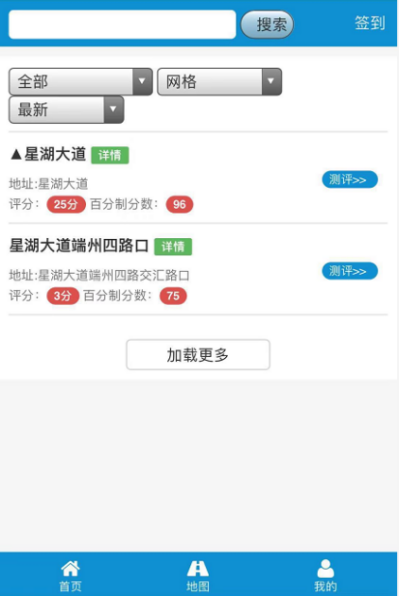 搜索 签到
全部 网格
最新
▲星湖大道 详情
地址:星湖大道
测评>>
评分: 25分 百分制分数: 96
星湖大道端州四路口 详情
地址:星湖大道端州四路交汇路口
测评>>
评分: 3分 百分制分数: 75
加载更多
首页 地图 我的